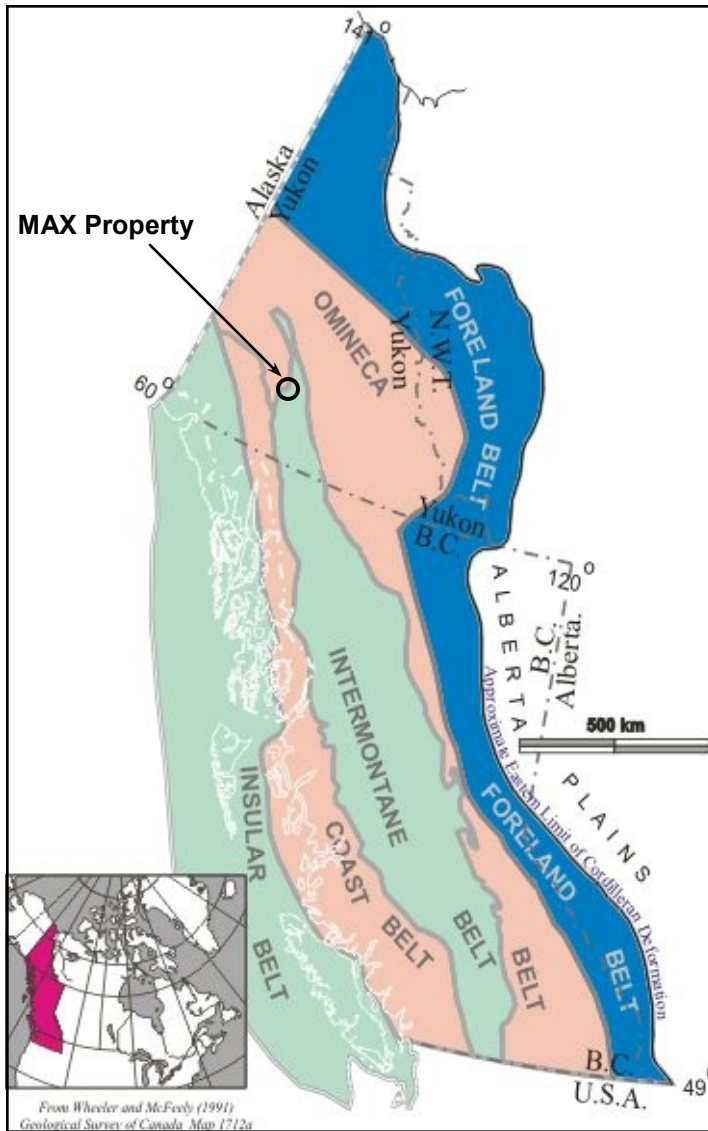 141°
Alaska
Yukon
MAX Property
OMINECA
N.W.T.
Yukon
FORELAND BELT
60°
Yukon
B.C.
120°
ALBERTA PLAINS
B.C.
Alberta.
500 km
Approximate Eastern Limit of Cordilleran Deformation
INTERMONTANE
BELT
INSULAR
BELT
COAST
BELT
FORELAND
BELT
BELT
B.C.
U.S.A.
49°
From Wheeler and McFeely (1991)
Geological Survey of Canada Map 1712a